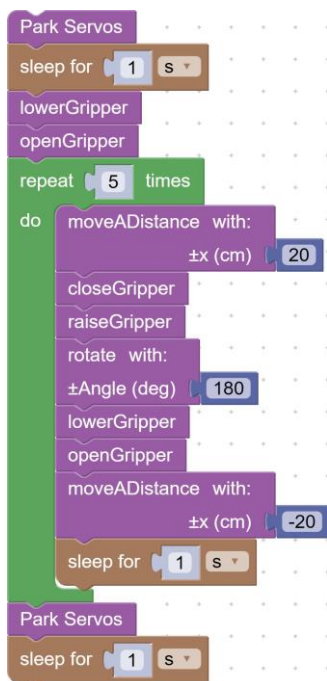 Park Servos
sleep for 1 s
lowerGripper
openGripper
repeat 5 times
do moveADistance with:
±x (cm) 20
closeGripper
raiseGripper
rotate with:
±Angle (deg) 180
lowerGripper
openGripper
moveADistance with:
±x (cm) -20
sleep for 1 s
Park Servos
sleep for 1 s